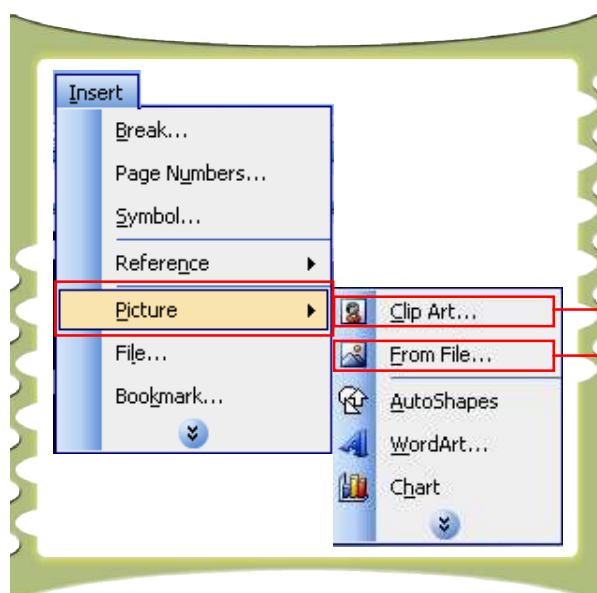 Insert
Break...
Page Numbers...
Symbol...
Reference
Picture
File...
Bookmark...
Clip Art...
From File...
AutoShapes
WordArt...
Chart